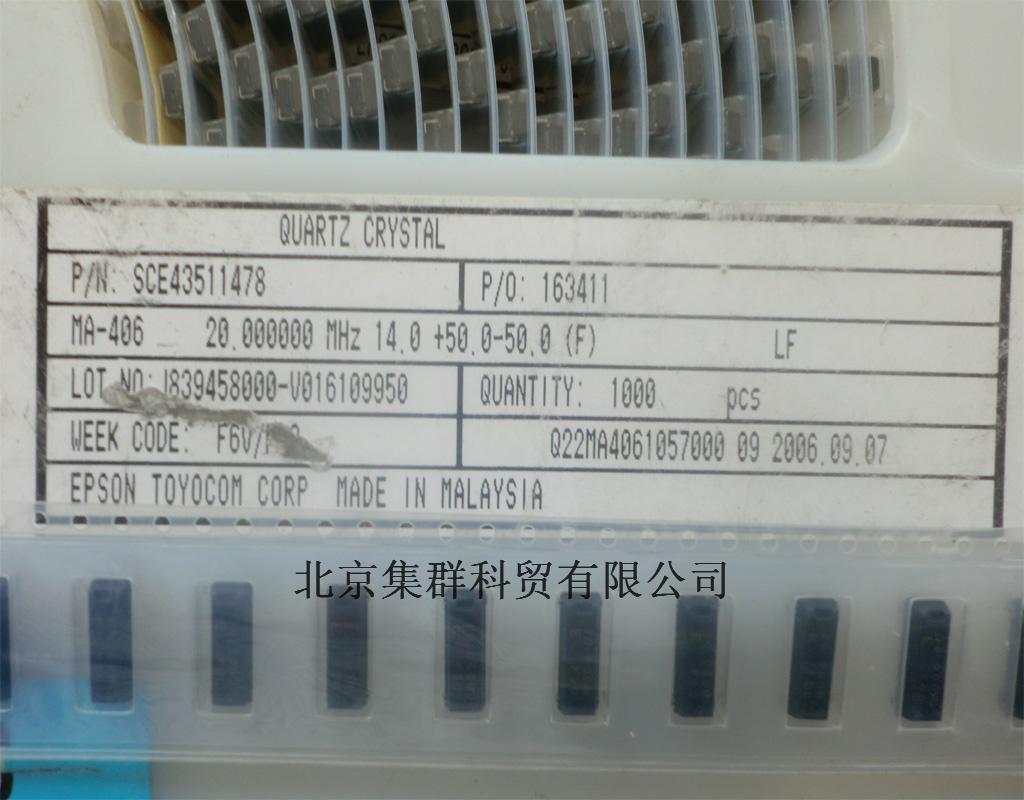 QUARTZ CRYSTAL
P/N: SCE43511478 P/O: 163411
MA-406 20.000000 MHz 14.0 +50.0-50.0 (F) LF
LOT NO: J839458000-V016109950 QUANTITY: 1000 pcs
WEEK CODE: Q22MA4061057000 09 2006.09.07
EPSON TOYOCOM CORP MADE IN MALAYSIA
北京集群科贸有限公司